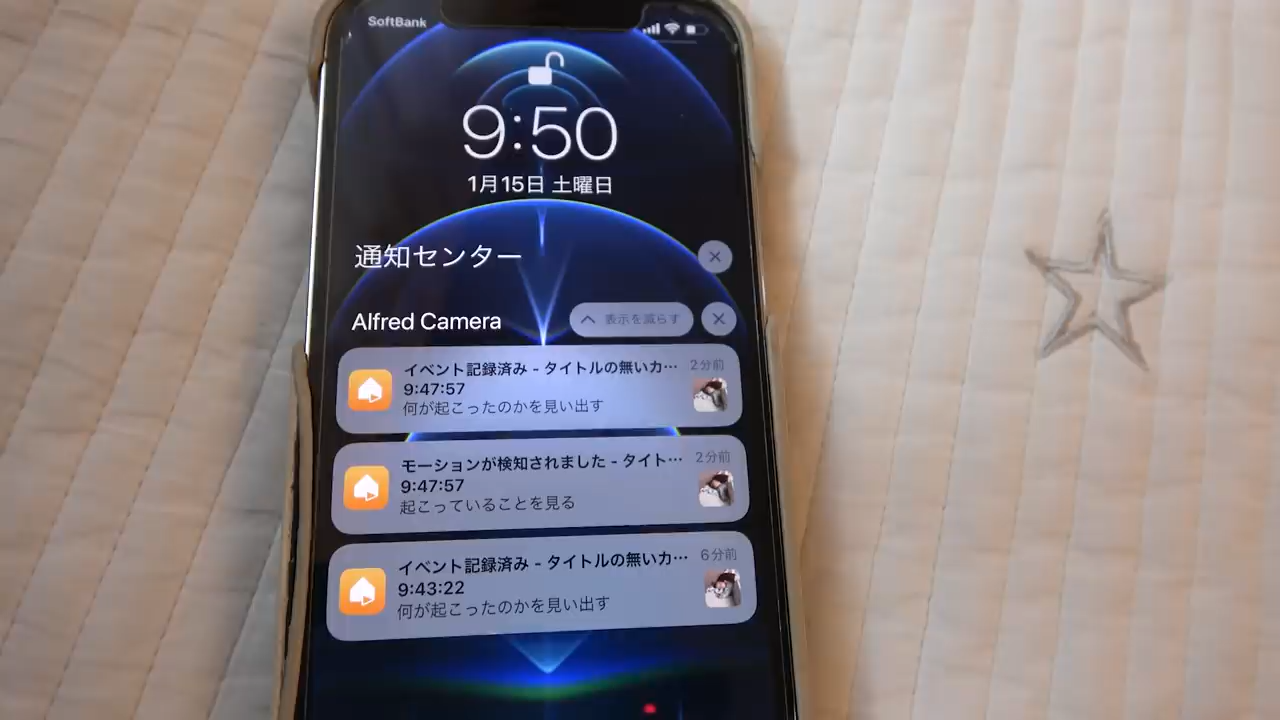 SoftBank
9:50
1月15日 土曜日
通知センター
Alfred Camera
表示を減らす
イベント記録済み - タイトルの無いカ…
2分前
9:47:57
何が起こったのかを見い出す
モーションが検知されました - タイト…
2分前
9:47:57
起こっていることを見る
イベント記録済み - タイトルの無いカ…
6分前
9:43:22
何が起こったのかを見い出す